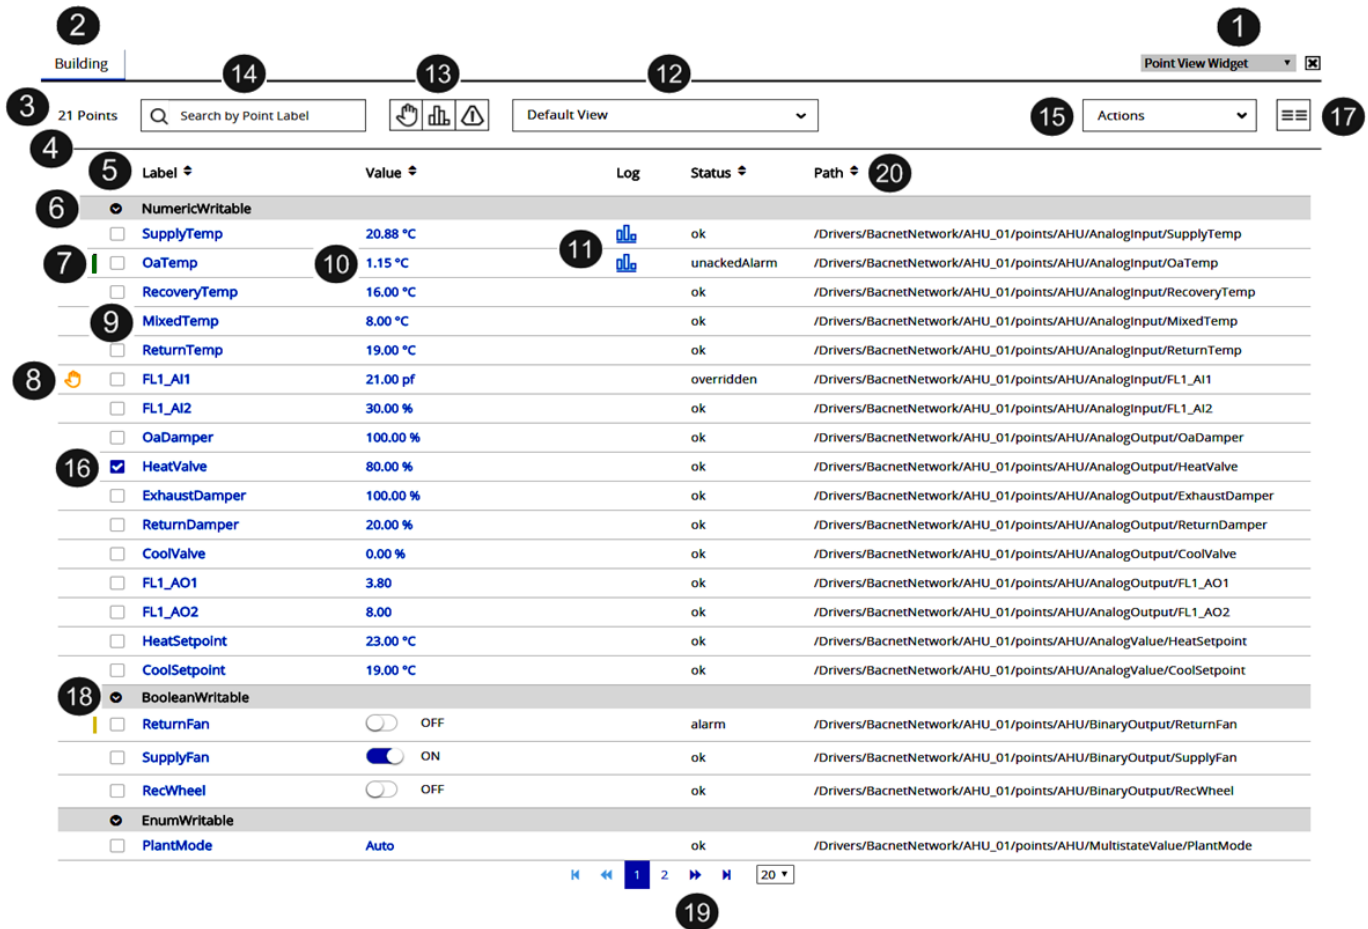 2 1
Building Point View Widget
14 13 12
3 21 Points Search by Point Label Default View 15 Actions 17
4
5 Label Value Log Status Path 20
6 NumericWritable
SupplyTemp 20.88 °C 11 ok /Drivers/BacnetNetwork/AHU_01/points/AHU/AnalogInput/SupplyTemp
7 OaTemp 10 1.15 °C unackedAlarm /Drivers/BacnetNetwork/AHU_01/points/AHU/AnalogInput/OaTemp
RecoveryTemp 16.00 °C ok /Drivers/BacnetNetwork/AHU_01/points/AHU/AnalogInput/RecoveryTemp
9 MixedTemp 8.00 °C ok /Drivers/BacnetNetwork/AHU_01/points/AHU/AnalogInput/MixedTemp
ReturnTemp 19.00 °C ok /Drivers/BacnetNetwork/AHU_01/points/AHU/AnalogInput/ReturnTemp
8 FL1_AI1 21.00 pf overridden /Drivers/BacnetNetwork/AHU_01/points/AHU/AnalogInput/FL1_AI1
FL1_AI2 30.00 % ok /Drivers/BacnetNetwork/AHU_01/points/AHU/AnalogInput/FL1_AI2
OaDamper 100.00 % ok /Drivers/BacnetNetwork/AHU_01/points/AHU/AnalogOutput/OaDamper
16 HeatValve 80.00 % ok /Drivers/BacnetNetwork/AHU_01/points/AHU/AnalogOutput/HeatValve
ExhaustDamper 100.00 % ok /Drivers/BacnetNetwork/AHU_01/points/AHU/AnalogOutput/ExhaustDamper
ReturnDamper 20.00 % ok /Drivers/BacnetNetwork/AHU_01/points/AHU/AnalogOutput/ReturnDamper
CoolValve 0.00 % ok /Drivers/BacnetNetwork/AHU_01/points/AHU/AnalogOutput/CoolValve
FL1_AO1 3.80 ok /Drivers/BacnetNetwork/AHU_01/points/AHU/AnalogOutput/FL1_AO1
FL1_AO2 8.00 ok /Drivers/BacnetNetwork/AHU_01/points/AHU/AnalogOutput/FL1_AO2
HeatSetpoint 23.00 °C ok /Drivers/BacnetNetwork/AHU_01/points/AHU/AnalogValue/HeatSetpoint
CoolSetpoint 19.00 °C ok /Drivers/BacnetNetwork/AHU_01/points/AHU/AnalogValue/CoolSetpoint
18 BooleanWritable
ReturnFan OFF alarm /Drivers/BacnetNetwork/AHU_01/points/AHU/BinaryOutput/ReturnFan
SupplyFan ON ok /Drivers/BacnetNetwork/AHU_01/points/AHU/BinaryOutput/SupplyFan
RecWheel OFF ok /Drivers/BacnetNetwork/AHU_01/points/AHU/BinaryOutput/RecWheel
EnumWritable
PlantMode Auto ok /Drivers/BacnetNetwork/AHU_01/points/AHU/MultistateValue/PlantMode
1 2 20
19